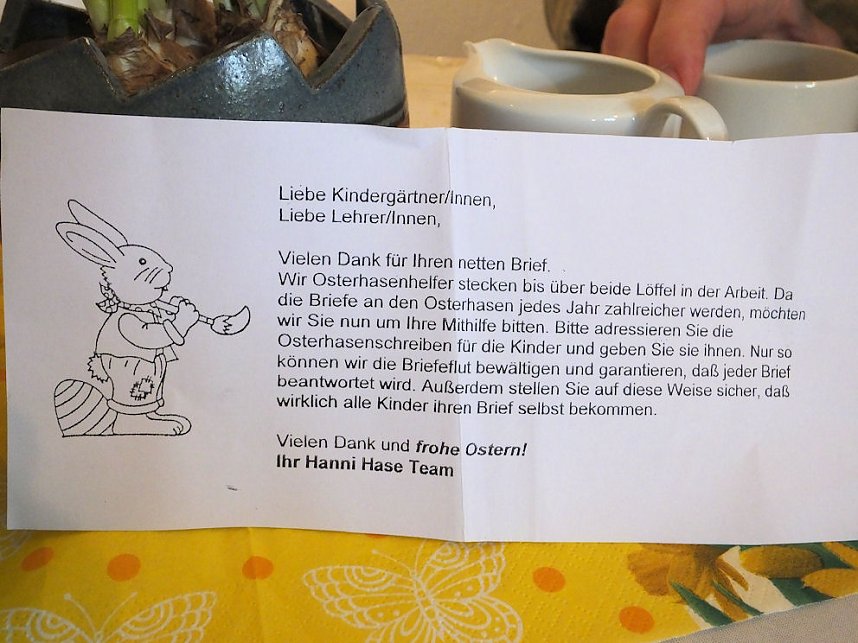 Liebe Kindergärtner/Innen,
Liebe Lehrer/Innen,
Vielen Dank für Ihren netten Brief.
Wir Osterhasenhelfer stecken bis über beide Löffel in der Arbeit. Da
die Briefe an den Osterhasen jedes Jahr zahlreicher werden, möchten
wir Sie nun um Ihre Mithilfe bitten. Bitte adressieren Sie die
Osterhasenschreiben für die Kinder und geben Sie sie ihnen. Nur so
können wir die Briefeflut bewältigen und garantieren, daß jeder Brief
beantwortet wird. Außerdem stellen Sie auf diese Weise sicher, daß
wirklich alle Kinder ihren Brief selbst bekommen.
Vielen Dank und frohe Ostern!
Ihr Hanni Hase Team